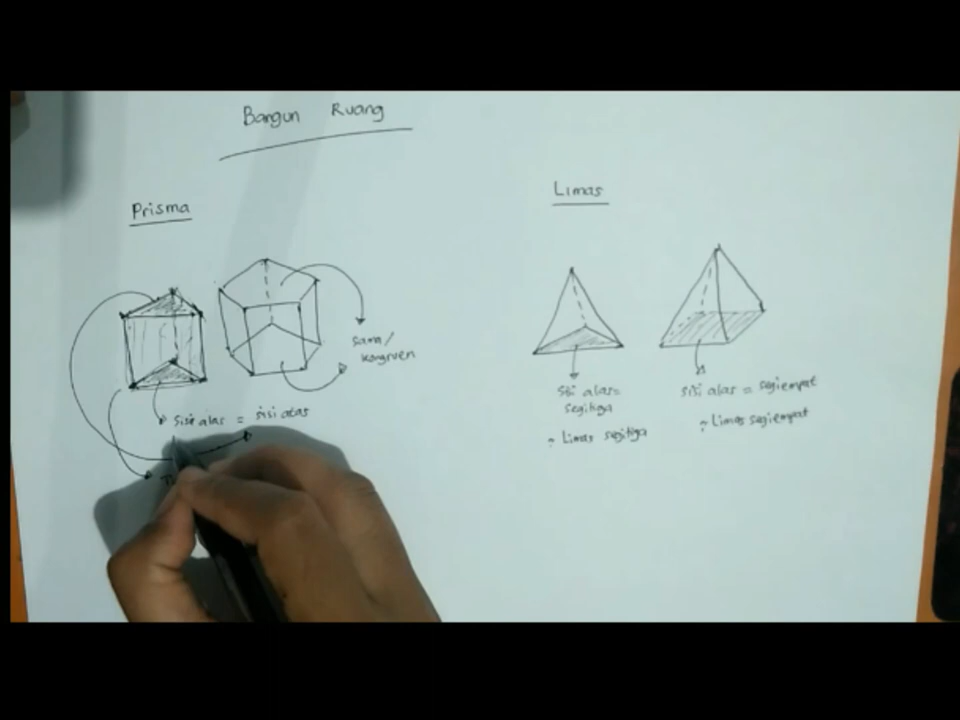 Bangun Ruang
Prisma
Sama/
kongruen
Sisi alas = sisi atas
Limas
Sisi alas =
segitiga
~ Limas segitiga
sisi alas = segiempat
~ Limas segiempat